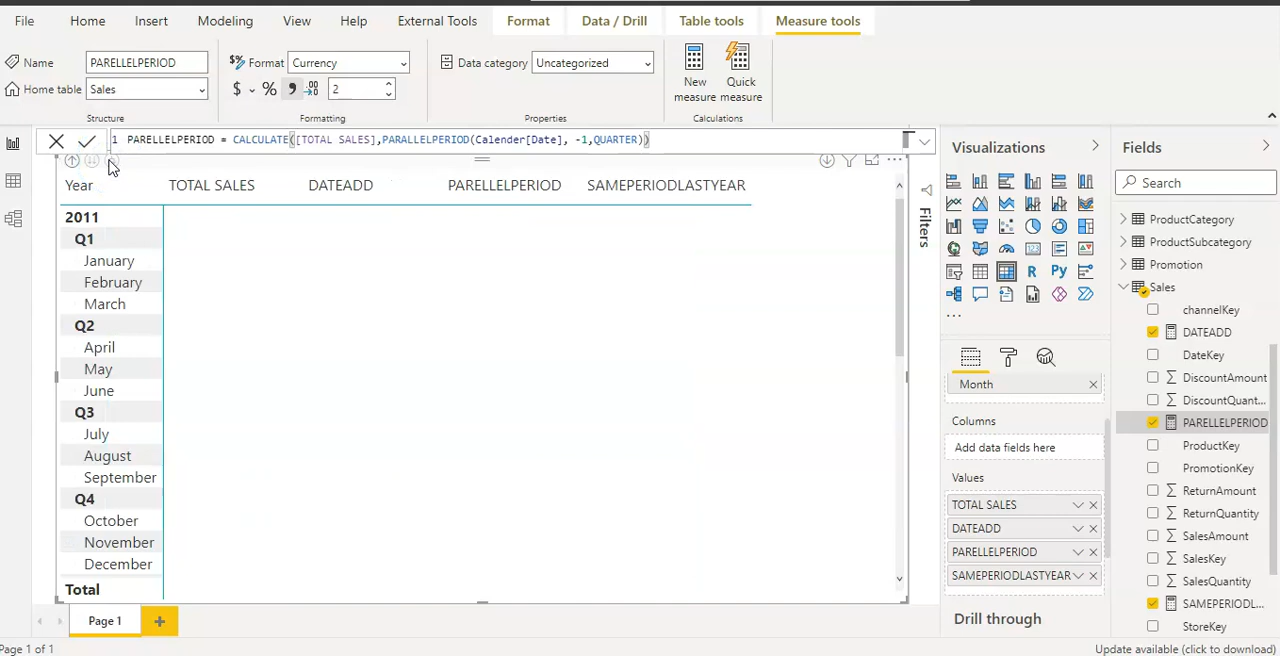 File Home Insert Modeling View Help External Tools Format Data / Drill Table tools Measure tools
Name PARELLELPERIOD
Home table Sales
Structure
$% Format Currency
$ % 9 .00 2
Formatting
Data category Uncategorized
Properties
New measure
Quick measure
Calculations
1 PARELLELPERIOD = CALCULATE([TOTAL SALES],PARALLELPERIOD(Calender[Date], -1,QUARTER))
Year TOTAL SALES DATEADD PARELLELPERIOD SAMEPERIODLASTYEAR
2011
Q1
January
February
March
Q2
April
May
June
Q3
July
August
September
Q4
October
November
December
Total
Filters
Visualizations
R Py
123
...
Month
Columns
Add data fields here
Values
TOTAL SALES
DATEADD
PARELLELPERIOD
SAMEPERIODLASTYEAR
Drill through
Fields
Search
ProductCategory
ProductSubcategory
Promotion
Sales
channelKey
DATEADD
DateKey
DiscountAmount
DiscountQuant...
PARELLELPERIOD
ProductKey
PromotionKey
ReturnAmount
ReturnQuantity
SalesAmount
SalesKey
SalesQuantity
SAMEPERIODL...
StoreKey
Page 1 +
Page 1 of 1
Update available (click to download)